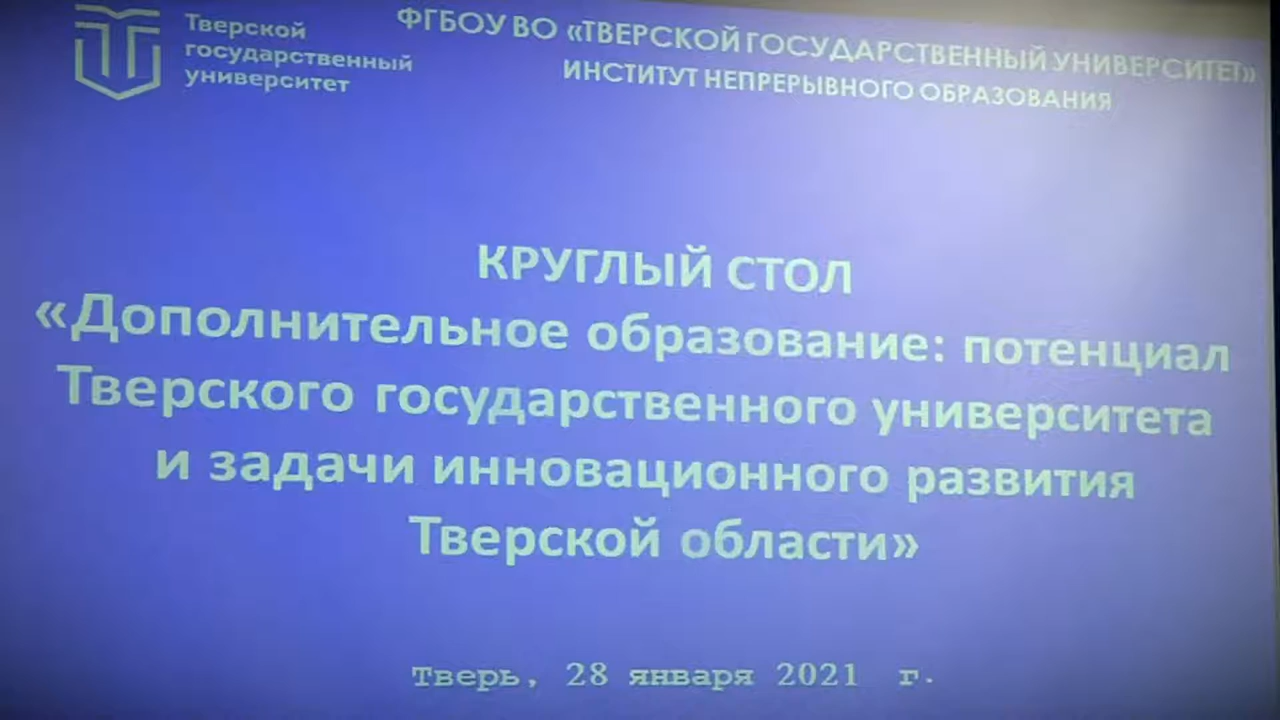 Тверской
государственный
университет
ФГБОУ ВО «ТВЕРСКОЙ ГОСУДАРСТВЕННЫЙ УНИВЕРСИТЕТ»
ИНСТИТУТ НЕПРЕРЫВНОГО ОБРАЗОВАНИЯ
КРУГЛЫЙ СТОЛ
«Дополнительное образование: потенциал
Тверского государственного университета
и задачи инновационного развития
Тверской области»
Тверь, 28 января 2021 г.